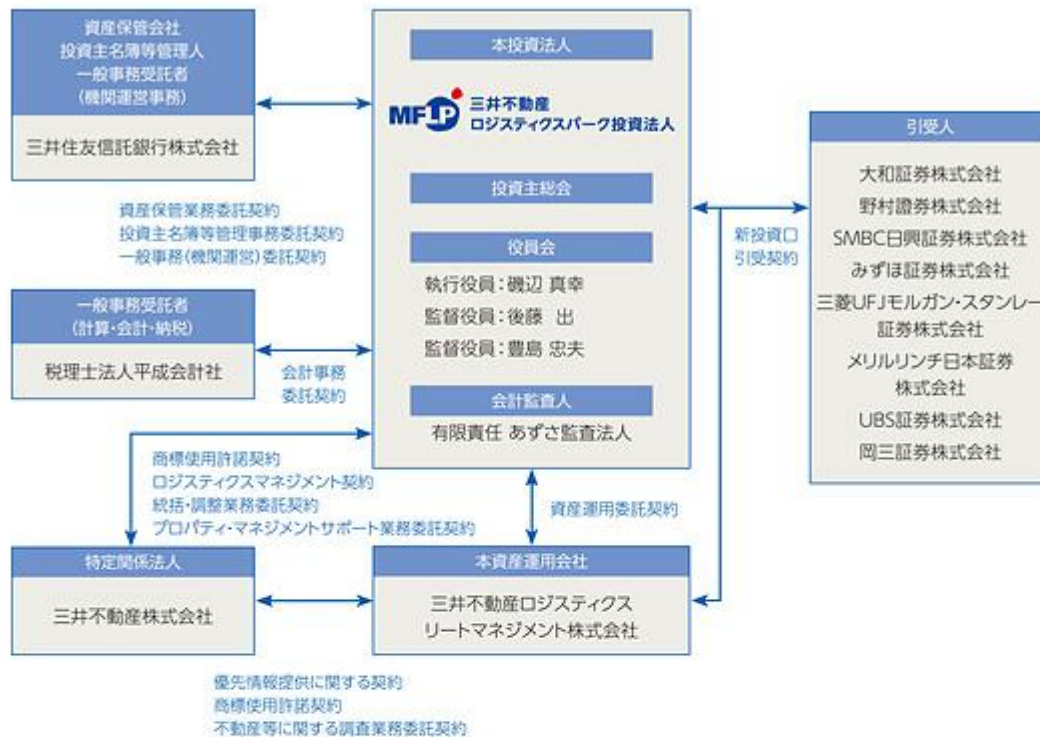 資産保管会社
投資主名簿等管理人
一般事務受託者
(機関運営事務)
三井住友信託銀行株式会社
資産保管業務委託契約
投資主名簿等管理事務委託契約
一般事務(機関運営)委託契約
一般事務受託者
(計算・会計・納税)
税理士法人平成会計社
会計事務
委託契約
本投資法人
MFLP
三井不動産
ロジスティクスパーク投資法人
投資主総会
役員会
執行役員:磯辺 真幸
監督役員:後藤 出
監督役員:豊島 忠夫
会計監査人
有限責任 あずさ監査法人
新投資口
引受契約
引受人
大和証券株式会社
野村證券株式会社
SMBC日興証券株式会社
みずほ証券株式会社
三菱UFJモルガン・スタンレー
証券株式会社
メリルリンチ日本証券
株式会社
UBS証券株式会社
岡三証券株式会社
商標使用許諾契約
ロジスティクスマネジメント契約
統括・調整業務委託契約
プロパティ・マネジメントサポート業務委託契約
資産運用委託契約
特定関係法人
三井不動産株式会社
本資産運用会社
三井不動産ロジスティクス
リートマネジメント株式会社
優先情報提供に関する契約
商標使用許諾契約
不動産等に関する調査業務委託契約